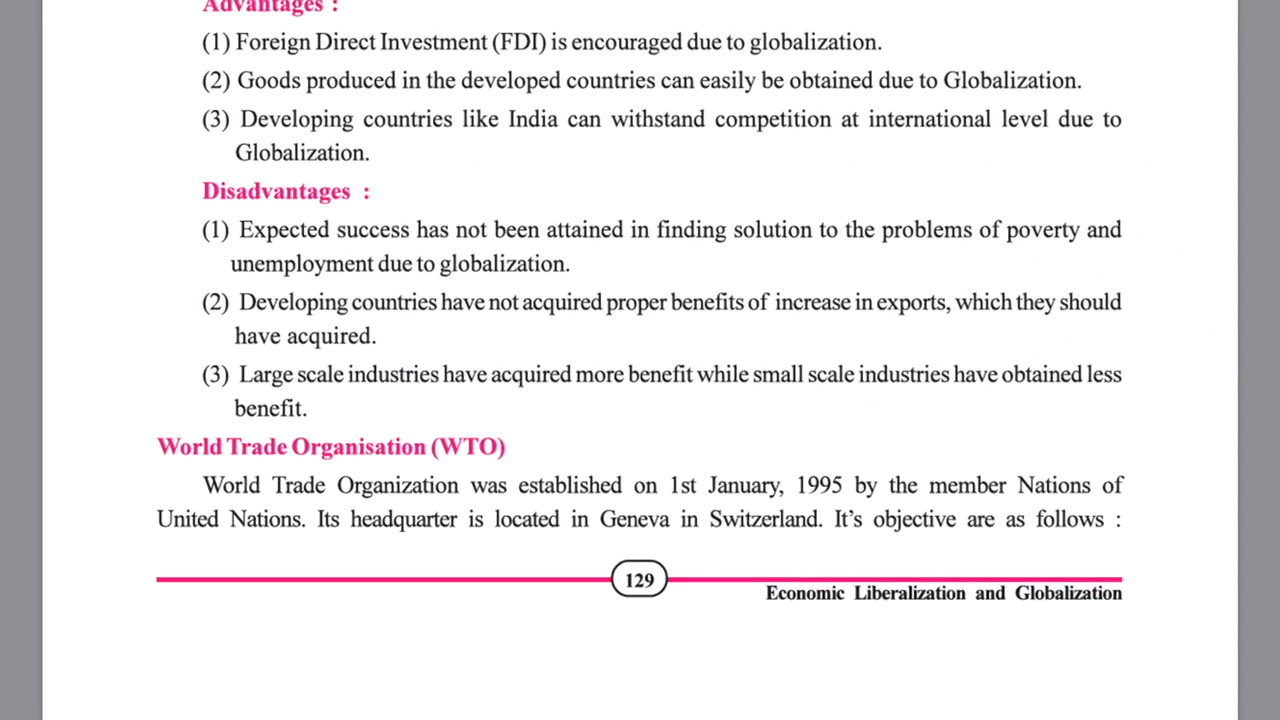 Advantages :
(1) Foreign Direct Investment (FDI) is encouraged due to globalization.
(2) Goods produced in the developed countries can easily be obtained due to Globalization.
(3) Developing countries like India can withstand competition at international level due to
Globalization.
Disadvantages :
(1) Expected success has not been attained in finding solution to the problems of poverty and
unemployment due to globalization.
(2) Developing countries have not acquired proper benefits of increase in exports, which they should
have acquired.
(3) Large scale industries have acquired more benefit while small scale industries have obtained less
benefit.
World Trade Organisation (WTO)
World Trade Organization was established on 1st January, 1995 by the member Nations of
United Nations. Its headquarter is located in Geneva in Switzerland. It’s objective are as follows :
129
Economic Liberalization and Globalization